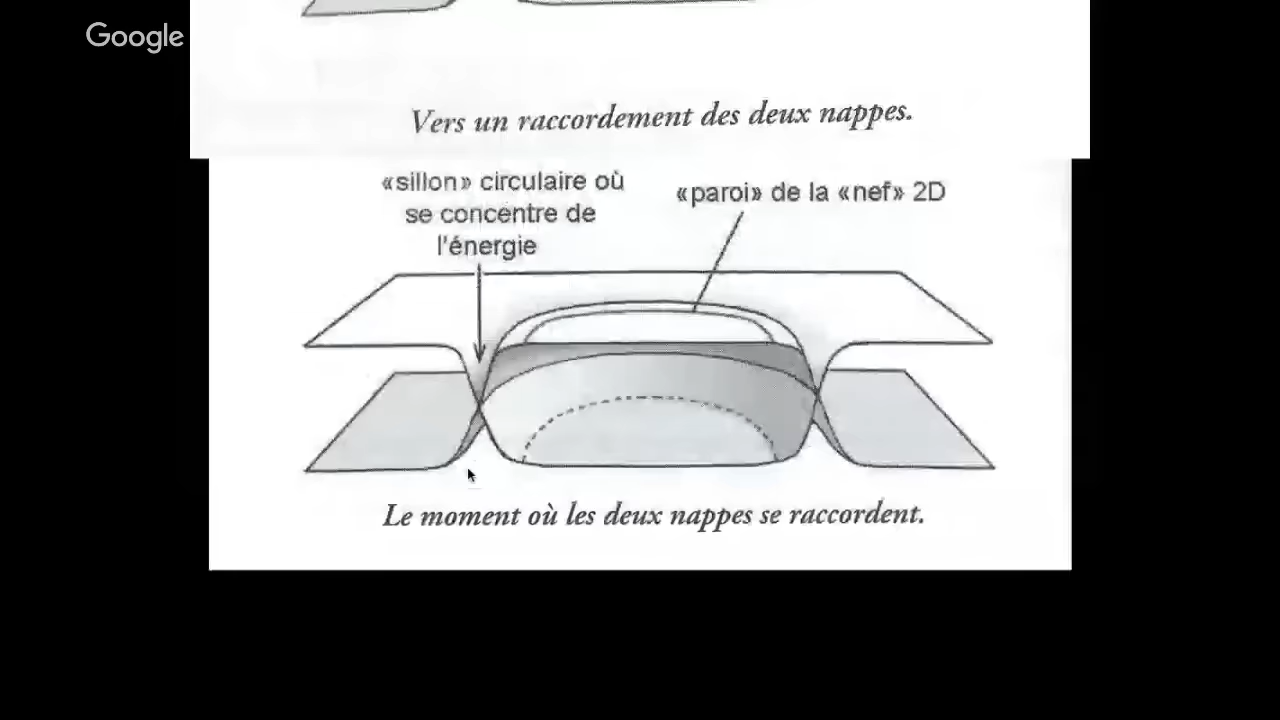 Google
Vers un raccordement des deux nappes.
«sillon» circulaire où
se concentre de
l'énergie
«paroi» de la «nef» 2D
Le moment où les deux nappes se raccordent.